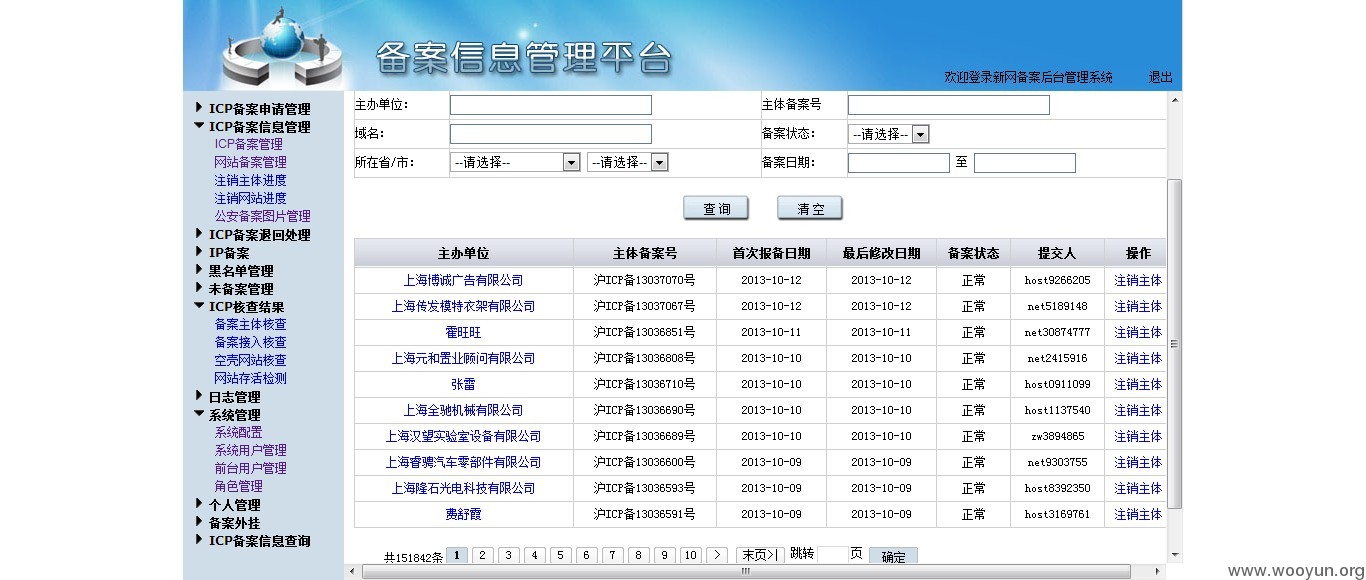 备案信息管理平台
欢迎登录新网备案后台管理系统 退出
ICP备案申请管理
ICP备案信息管理
ICP备案管理
网站备案管理
注销主体进度
注销网站进度
公安备案图片管理
ICP备案退回处理
IP备案
黑名单管理
未备案管理
ICP核查结果
备案主体核查
备案接入核查
空壳网站核查
网站存活检测
日志管理
系统管理
系统配置
系统用户管理
前台用户管理
角色管理
个人管理
备案外挂
ICP备案信息查询
主办单位: 主体备案号
域名: 备案状态: --请选择--
所在省/市: --请选择-- --请选择-- 备案日期: 至
查询 清空
主办单位 主体备案号 首次报备日期 最后修改日期 备案状态 提交人 操作
上海博诚广告有限公司 沪ICP备13037070号 2013-10-12 2013-10-12 正常 host9266205 注销主体
上海传发模特衣架有限公司 沪ICP备13037067号 2013-10-12 2013-10-12 正常 net5189148 注销主体
霍旺旺 沪ICP备13036851号 2013-10-11 2013-10-11 正常 net30874777 注销主体
上海元和置业顾问有限公司 沪ICP备13036808号 2013-10-10 2013-10-10 正常 net2415916 注销主体
张雷 沪ICP备13036710号 2013-10-10 2013-10-10 正常 host0911099 注销主体
上海全驰机械有限公司 沪ICP备13036690号 2013-10-10 2013-10-10 正常 host1137540 注销主体
上海汉望实验室设备有限公司 沪ICP备13036689号 2013-10-10 2013-10-10 正常 zw3894865 注销主体
上海睿骋汽车零部件有限公司 沪ICP备13036600号 2013-10-09 2013-10-09 正常 net9303755 注销主体
上海隆石光电科技有限公司 沪ICP备13036593号 2013-10-09 2013-10-09 正常 host8392350 注销主体
费舒霞 沪ICP备13036591号 2013-10-09 2013-10-09 正常 host3169761 注销主体
共151842条 1 2 3 4 5 6 7 8 9 10 > 末页>| 跳转 页 确定
www.wooyun.org